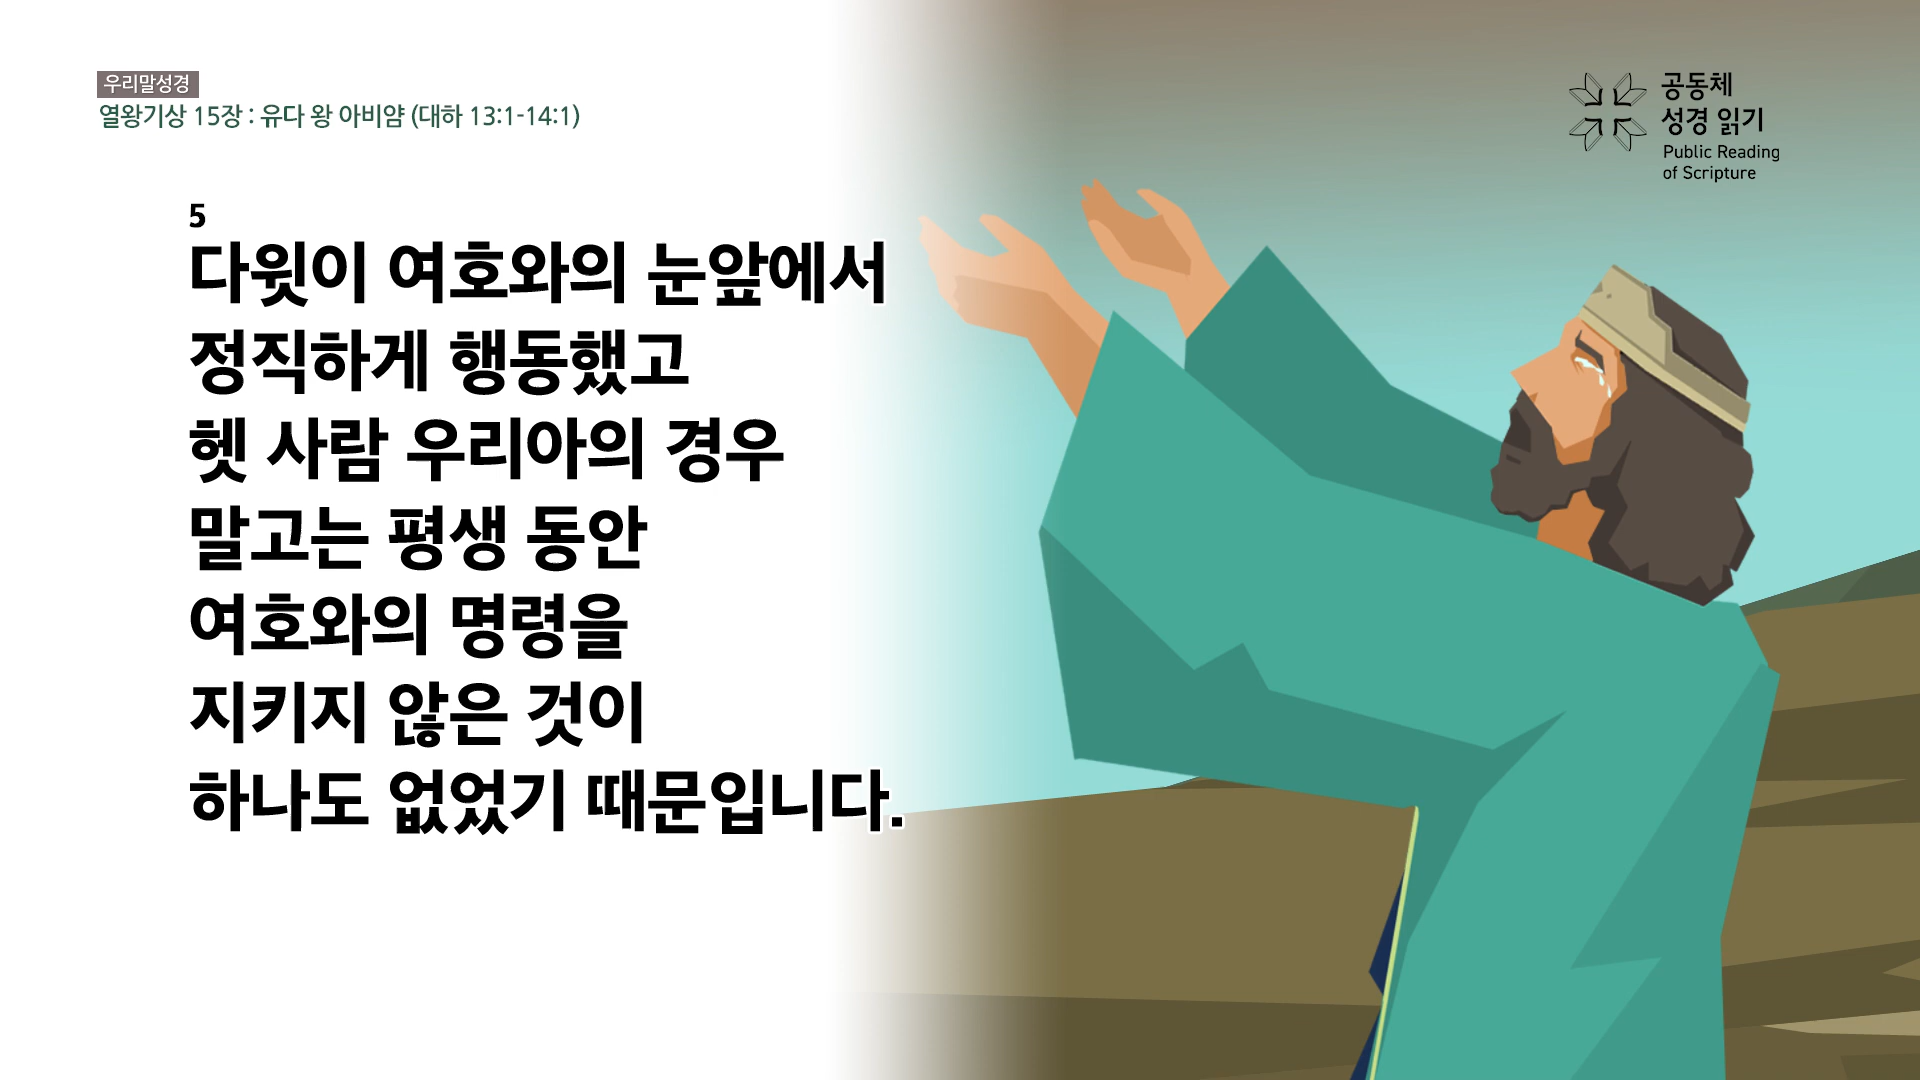 우리말성경
열왕기상 15장 : 유다 왕 아비얌 (대하 13:1-14:1)
공동체
성경 읽기
Public Reading
of Scripture
5
다윗이 여호와의 눈앞에서
정직하게 행동했고
헷 사람 우리아의 경우
말고는 평생 동안
여호와의 명령을
지키지 않은 것이
하나도 없었기 때문입니다.